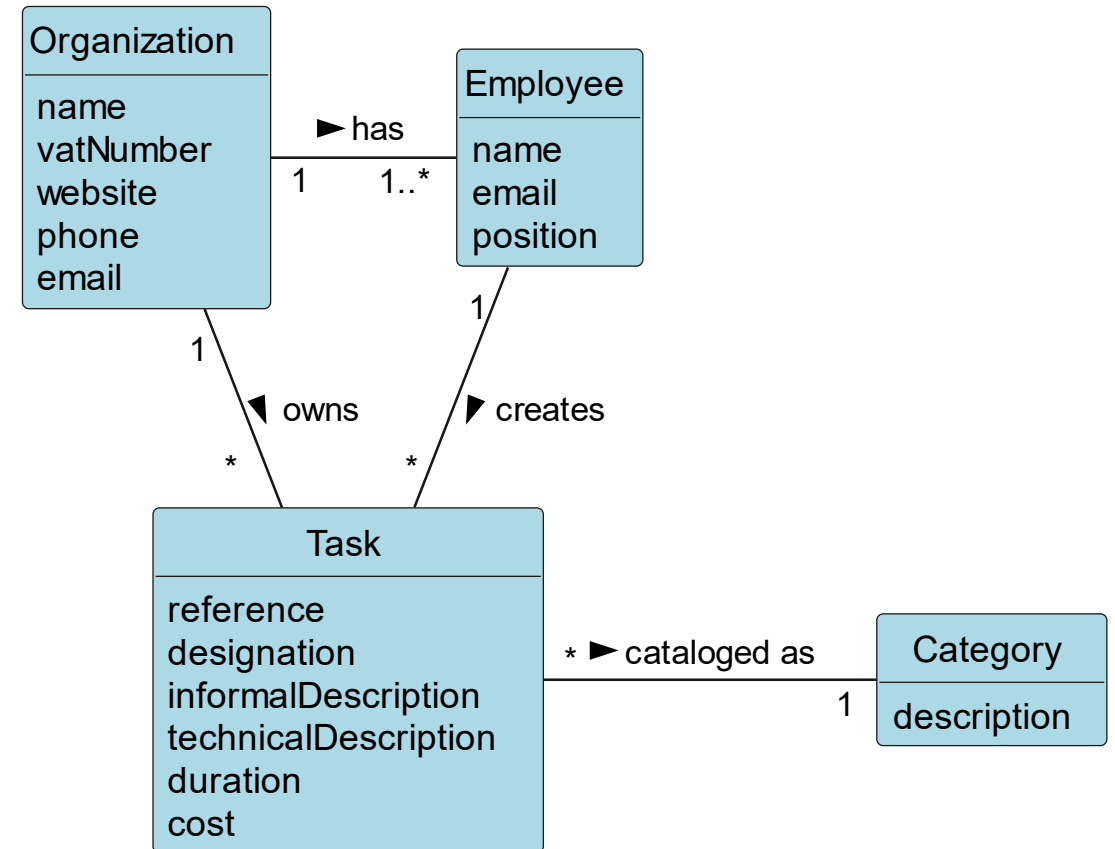 Organization
name
vatNumber
website
phone
email
► has
1
1..*
Employee
name
email
position
1
owns
*
1
creates
*
Task
reference
designation
informalDescription
technicalDescription
duration
cost
* ► cataloged as
1
Category
description